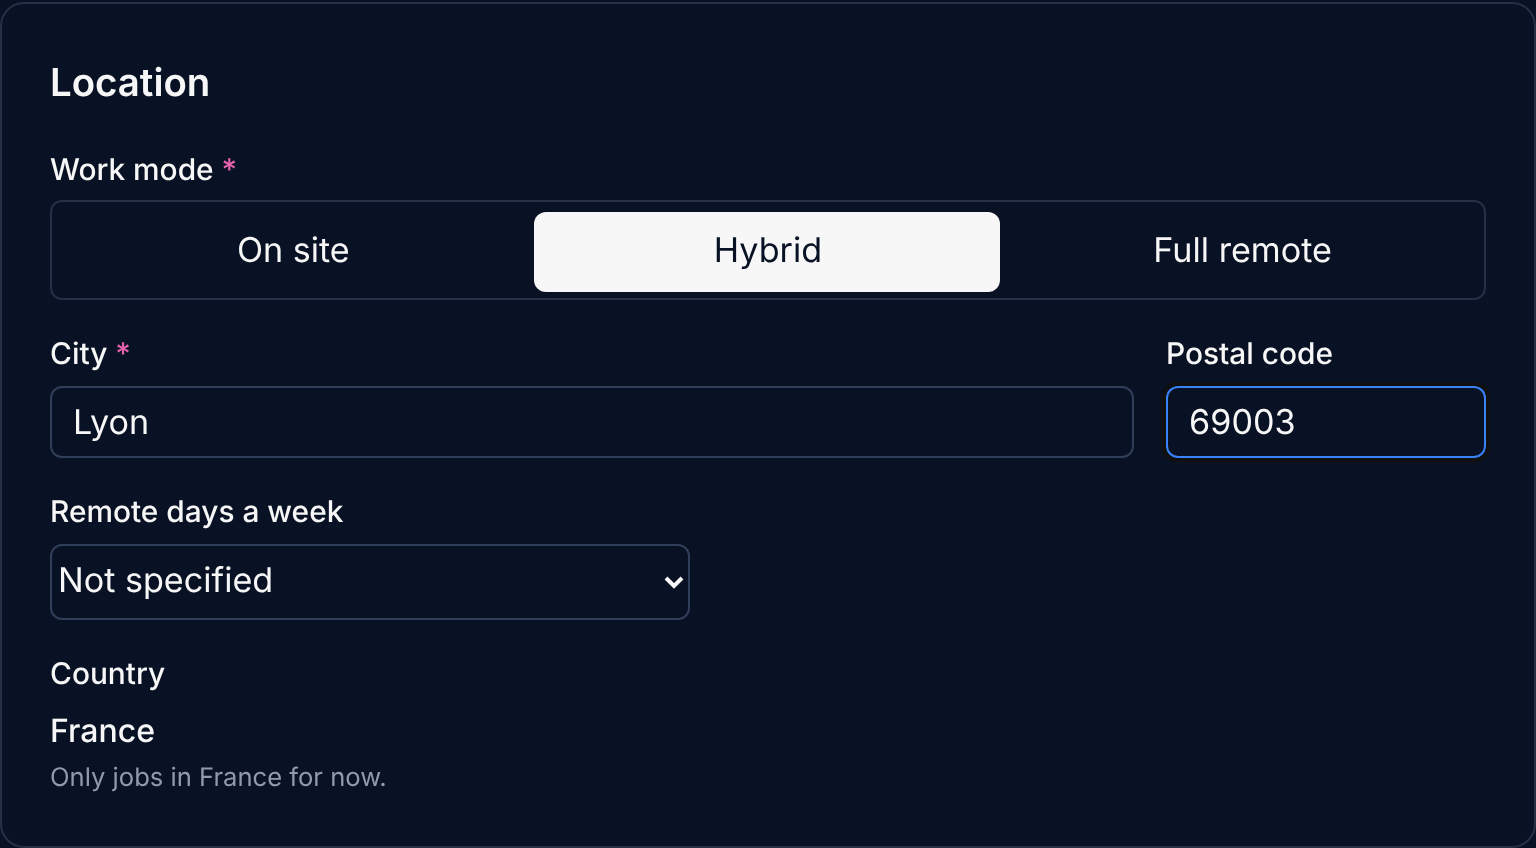 Location
Work mode *
On site
Hybrid
Full remote
City *
Postal code
Lyon
69003
Remote days a week
Not specified
Country
France
Only jobs in France for now.